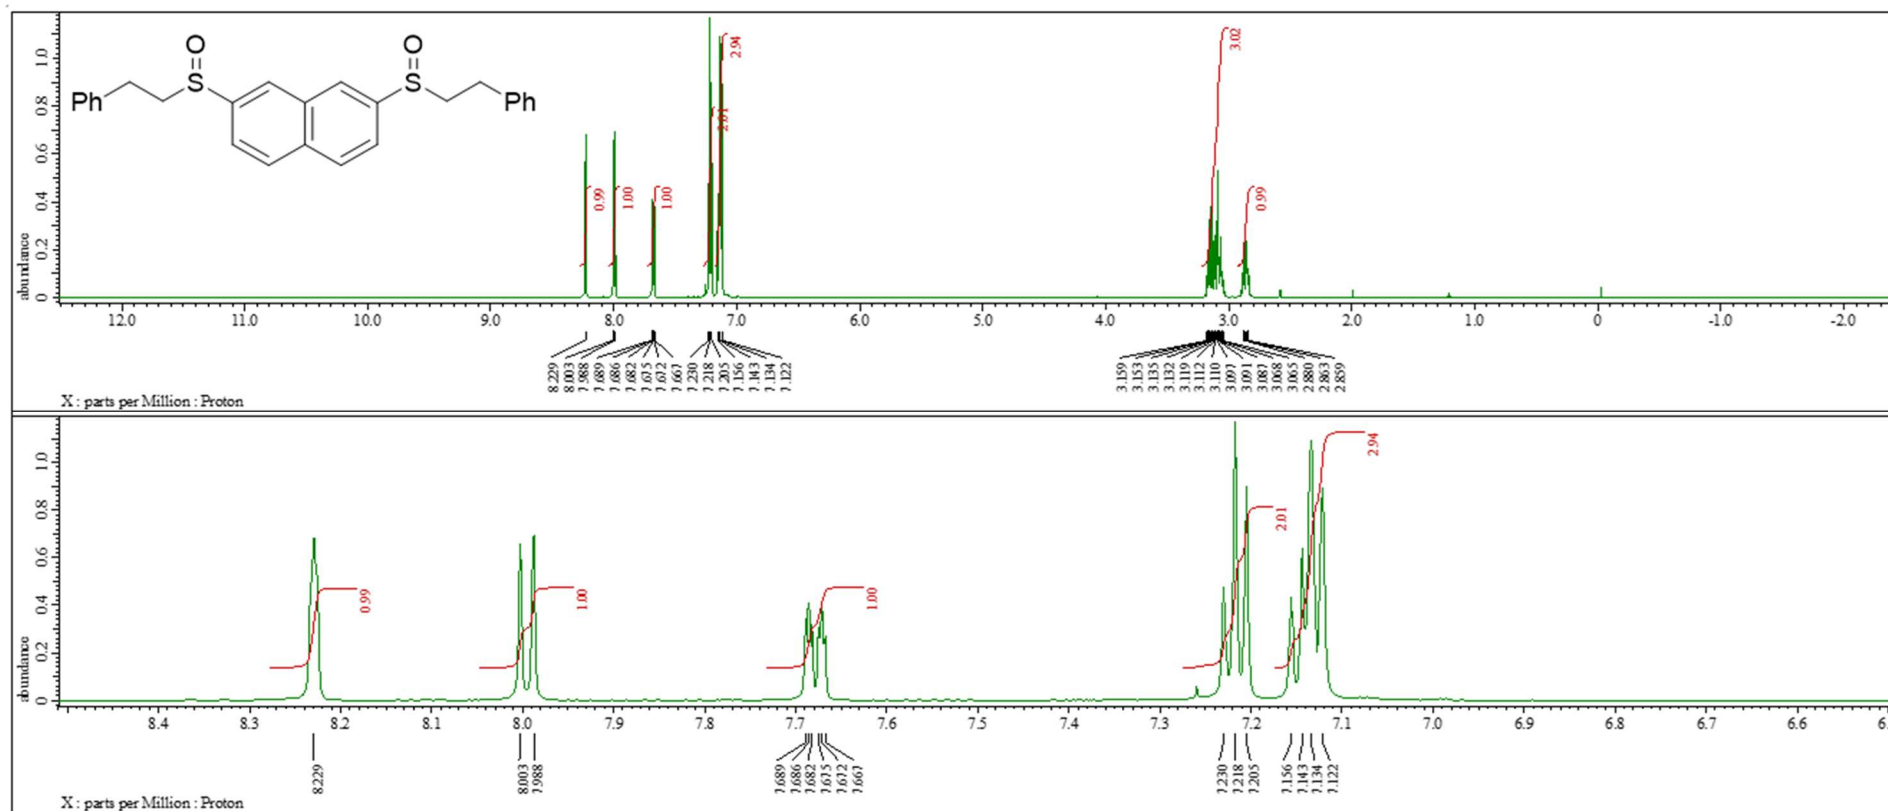 O
S
Ph
O
S
Ph
abundance
0 0.2 0.4 0.6 0.8 1.0
0.99
1.00
1.00
2.01
2.94
3.02
0.99
12.0 11.0 10.0 9.0 8.0 7.0 6.0 5.0 4.0 3.0 2.0 1.0 0 -1.0 -2.0
8.229 8.003 7.988 7.689 7.686 7.682 7.675 7.672 7.667 7.230 7.218 7.205 7.156 7.143 7.134 7.122
3.159 3.153 3.135 3.132 3.119 3.112 3.110 3.097 3.091 3.087 3.068 3.065 2.880 2.863 2.859
X : parts per Million : Proton
abundance
0 0.2 0.4 0.6 0.8 1.0
0.99
1.00
1.00
2.01
2.94
8.4 8.3 8.2 8.1 8.0 7.9 7.8 7.7 7.6 7.5 7.4 7.3 7.2 7.1 7.0 6.9 6.8 6.7 6.6
8.229 8.003 7.988 7.689 7.686 7.682 7.675 7.672 7.667 7.230 7.218 7.205 7.156 7.143 7.134 7.122
X : parts per Million : Proton